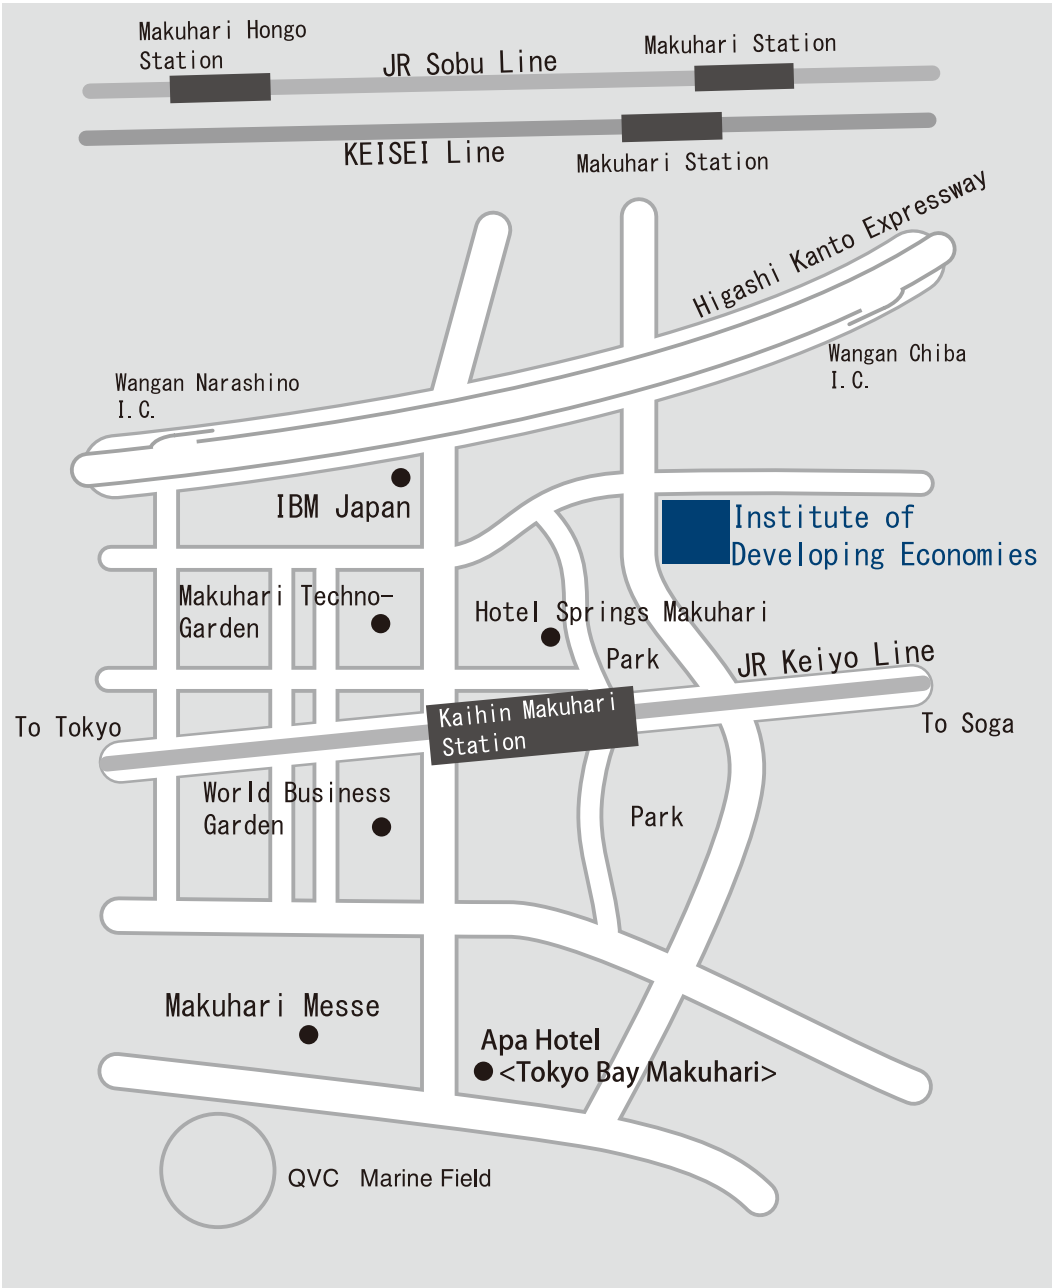 Makuhari Hongo
Station
JR Sobu Line
Makuhari Station
KEISEI Line
Makuhari Station
Higashi Kanto Expressway
Wangan Chiba
I.C.
Wangan Narashino
I.C.
IBM Japan
Institute of
Developing Economies
Makuhari Techno-
Garden
Hotel Springs Makuhari
Park
JR Keiyo Line
Kaihin Makuhari
Station
To Tokyo
To Soga
World Business
Garden
Park
Makuhari Messe
Apa Hotel
<Tokyo Bay Makuhari>
QVC Marine Field